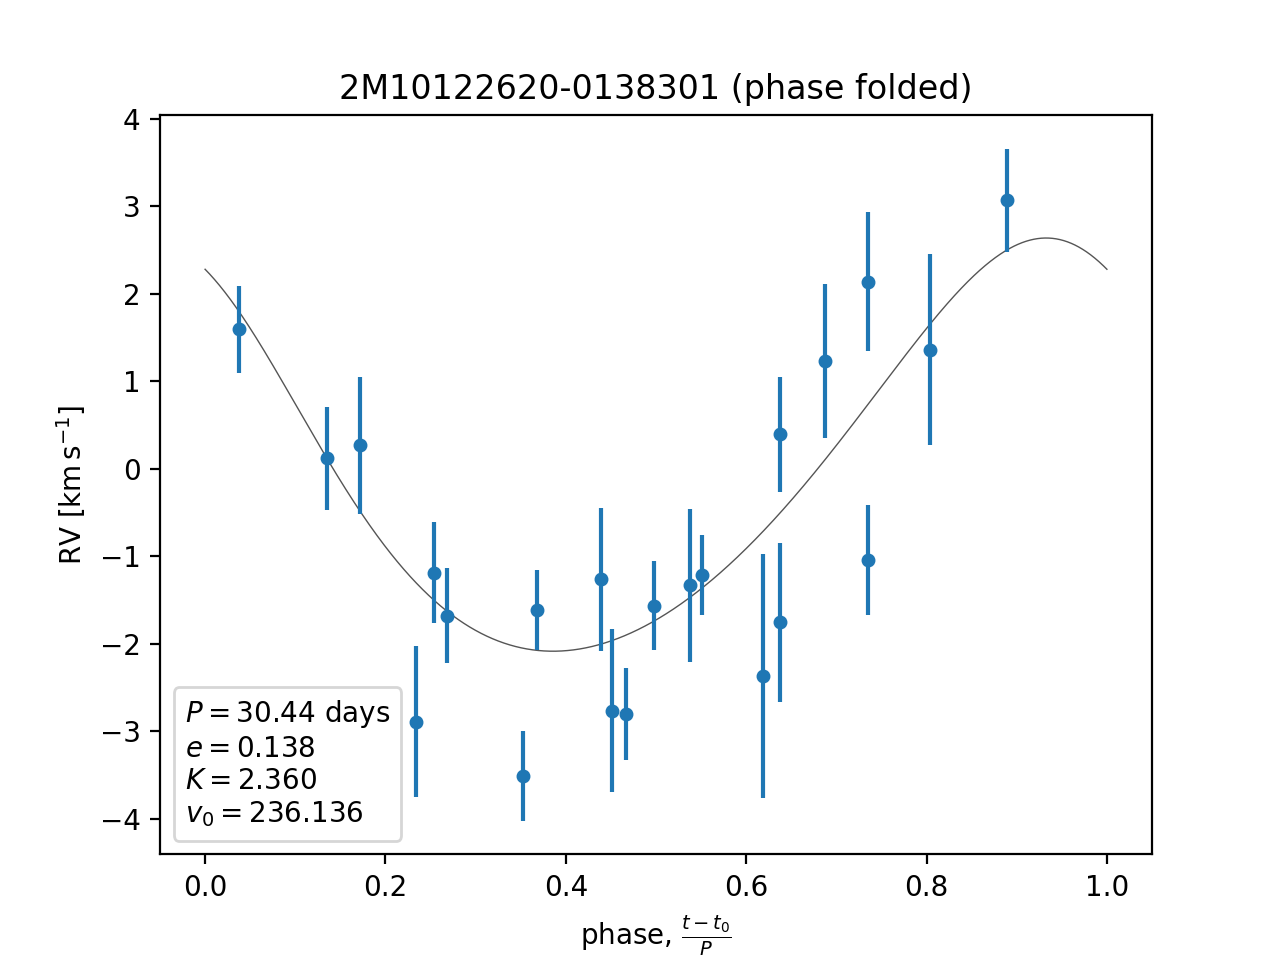 2M10122620-0138301 (phase folded)
RV [km s⁻¹]
4
3
2
1
0
−1
−2
−3
−4
P = 30.44 days
e = 0.138
K = 2.360
v₀ = 236.136
0.0 0.2 0.4 0.6 0.8 1.0
phase, (t − t₀)/P